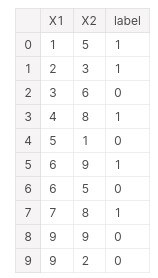 X1 X2 label
0 1 5 1
1 2 3 1
2 3 6 0
3 4 8 1
4 5 1 0
5 6 9 1
6 6 5 0
7 7 8 1
8 9 9 0
9 9 2 0